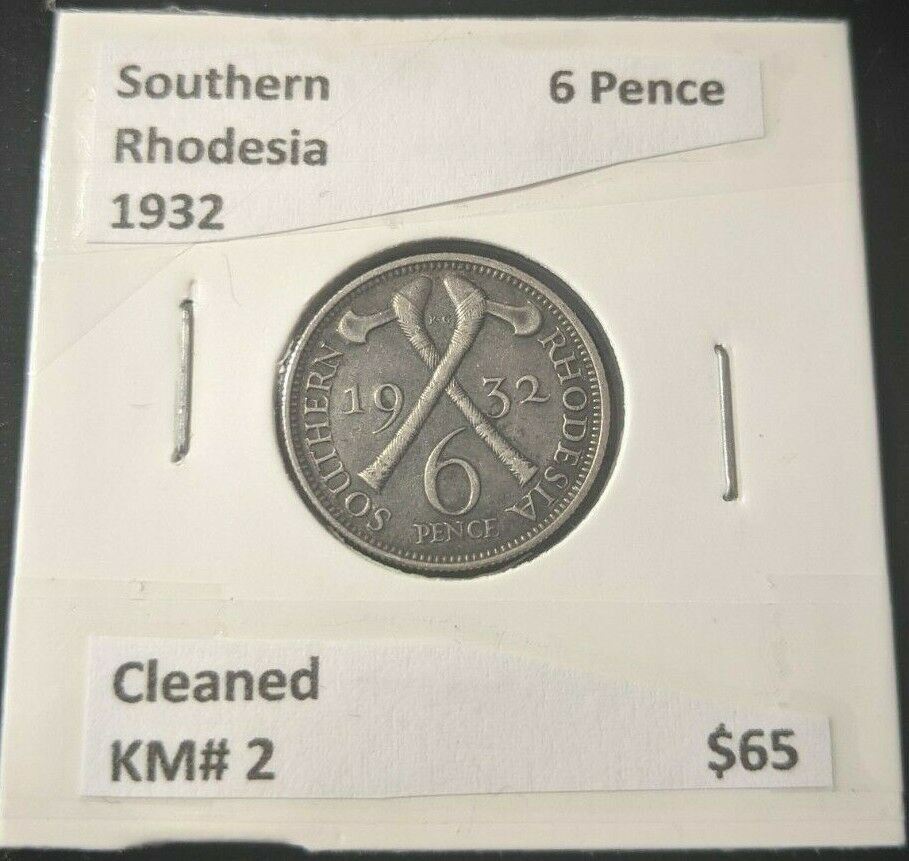 Southern 6 Pence
Rhodesia
1932
K·G
SOUTHERN RHODESIA
19 32
6
PENCE
Cleaned
KM# 2 $65